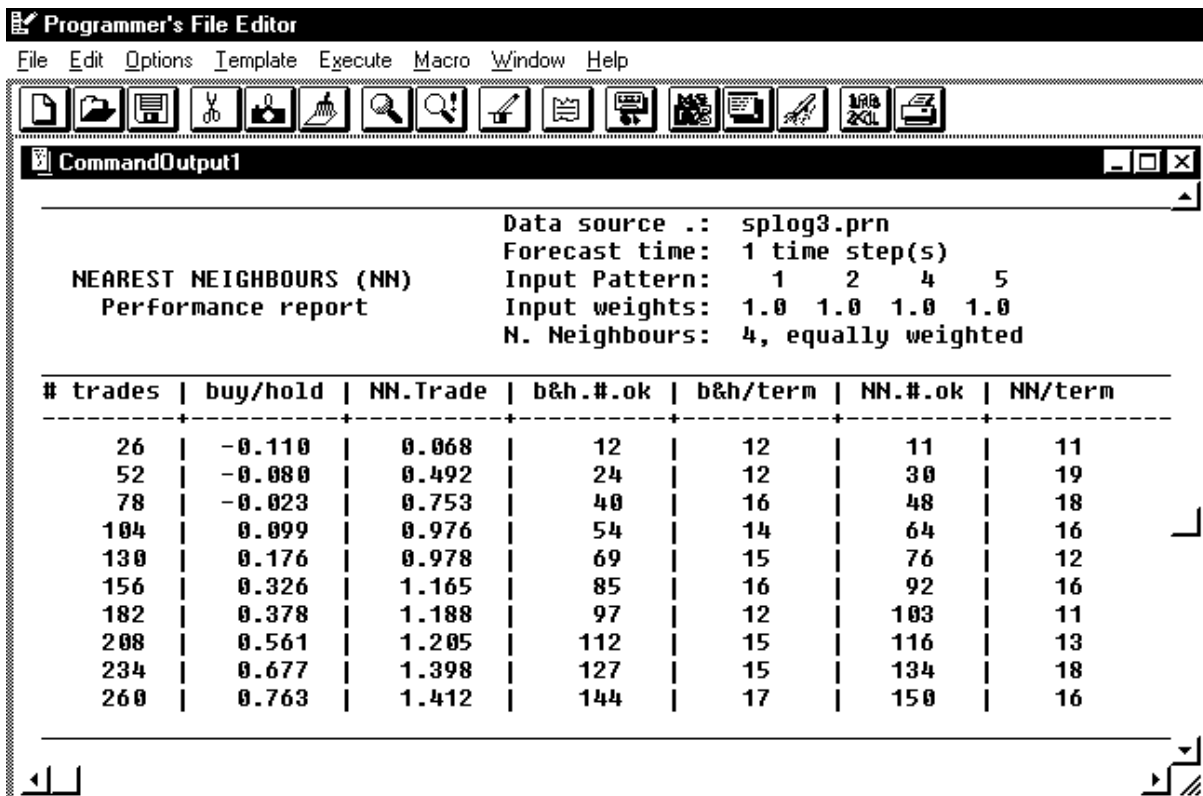 Programmer's File Editor
File Edit Options Template Execute Macro Window Help
CommandOutput1
Data source .: splog3.prn
Forecast time: 1 time step(s)
NEAREST NEIGHBOURS (NN) Input Pattern: 1 2 4 5
Performance report Input weights: 1.0 1.0 1.0 1.0
N. Neighbours: 4, equally weighted
# trades | buy/hold | NN.Trade | b&h.#.ok | b&h/term | NN.#.ok | NN/term
26 | -0.110 | 0.068 | 12 | 12 | 11 | 11
52 | -0.080 | 0.492 | 24 | 12 | 30 | 19
78 | -0.023 | 0.753 | 40 | 16 | 48 | 18
104 | 0.099 | 0.976 | 54 | 14 | 64 | 16
130 | 0.176 | 0.978 | 69 | 15 | 76 | 12
156 | 0.326 | 1.165 | 85 | 16 | 92 | 16
182 | 0.378 | 1.188 | 97 | 12 | 103 | 11
208 | 0.561 | 1.205 | 112 | 15 | 116 | 13
234 | 0.677 | 1.398 | 127 | 15 | 134 | 18
260 | 0.763 | 1.412 | 144 | 17 | 150 | 16